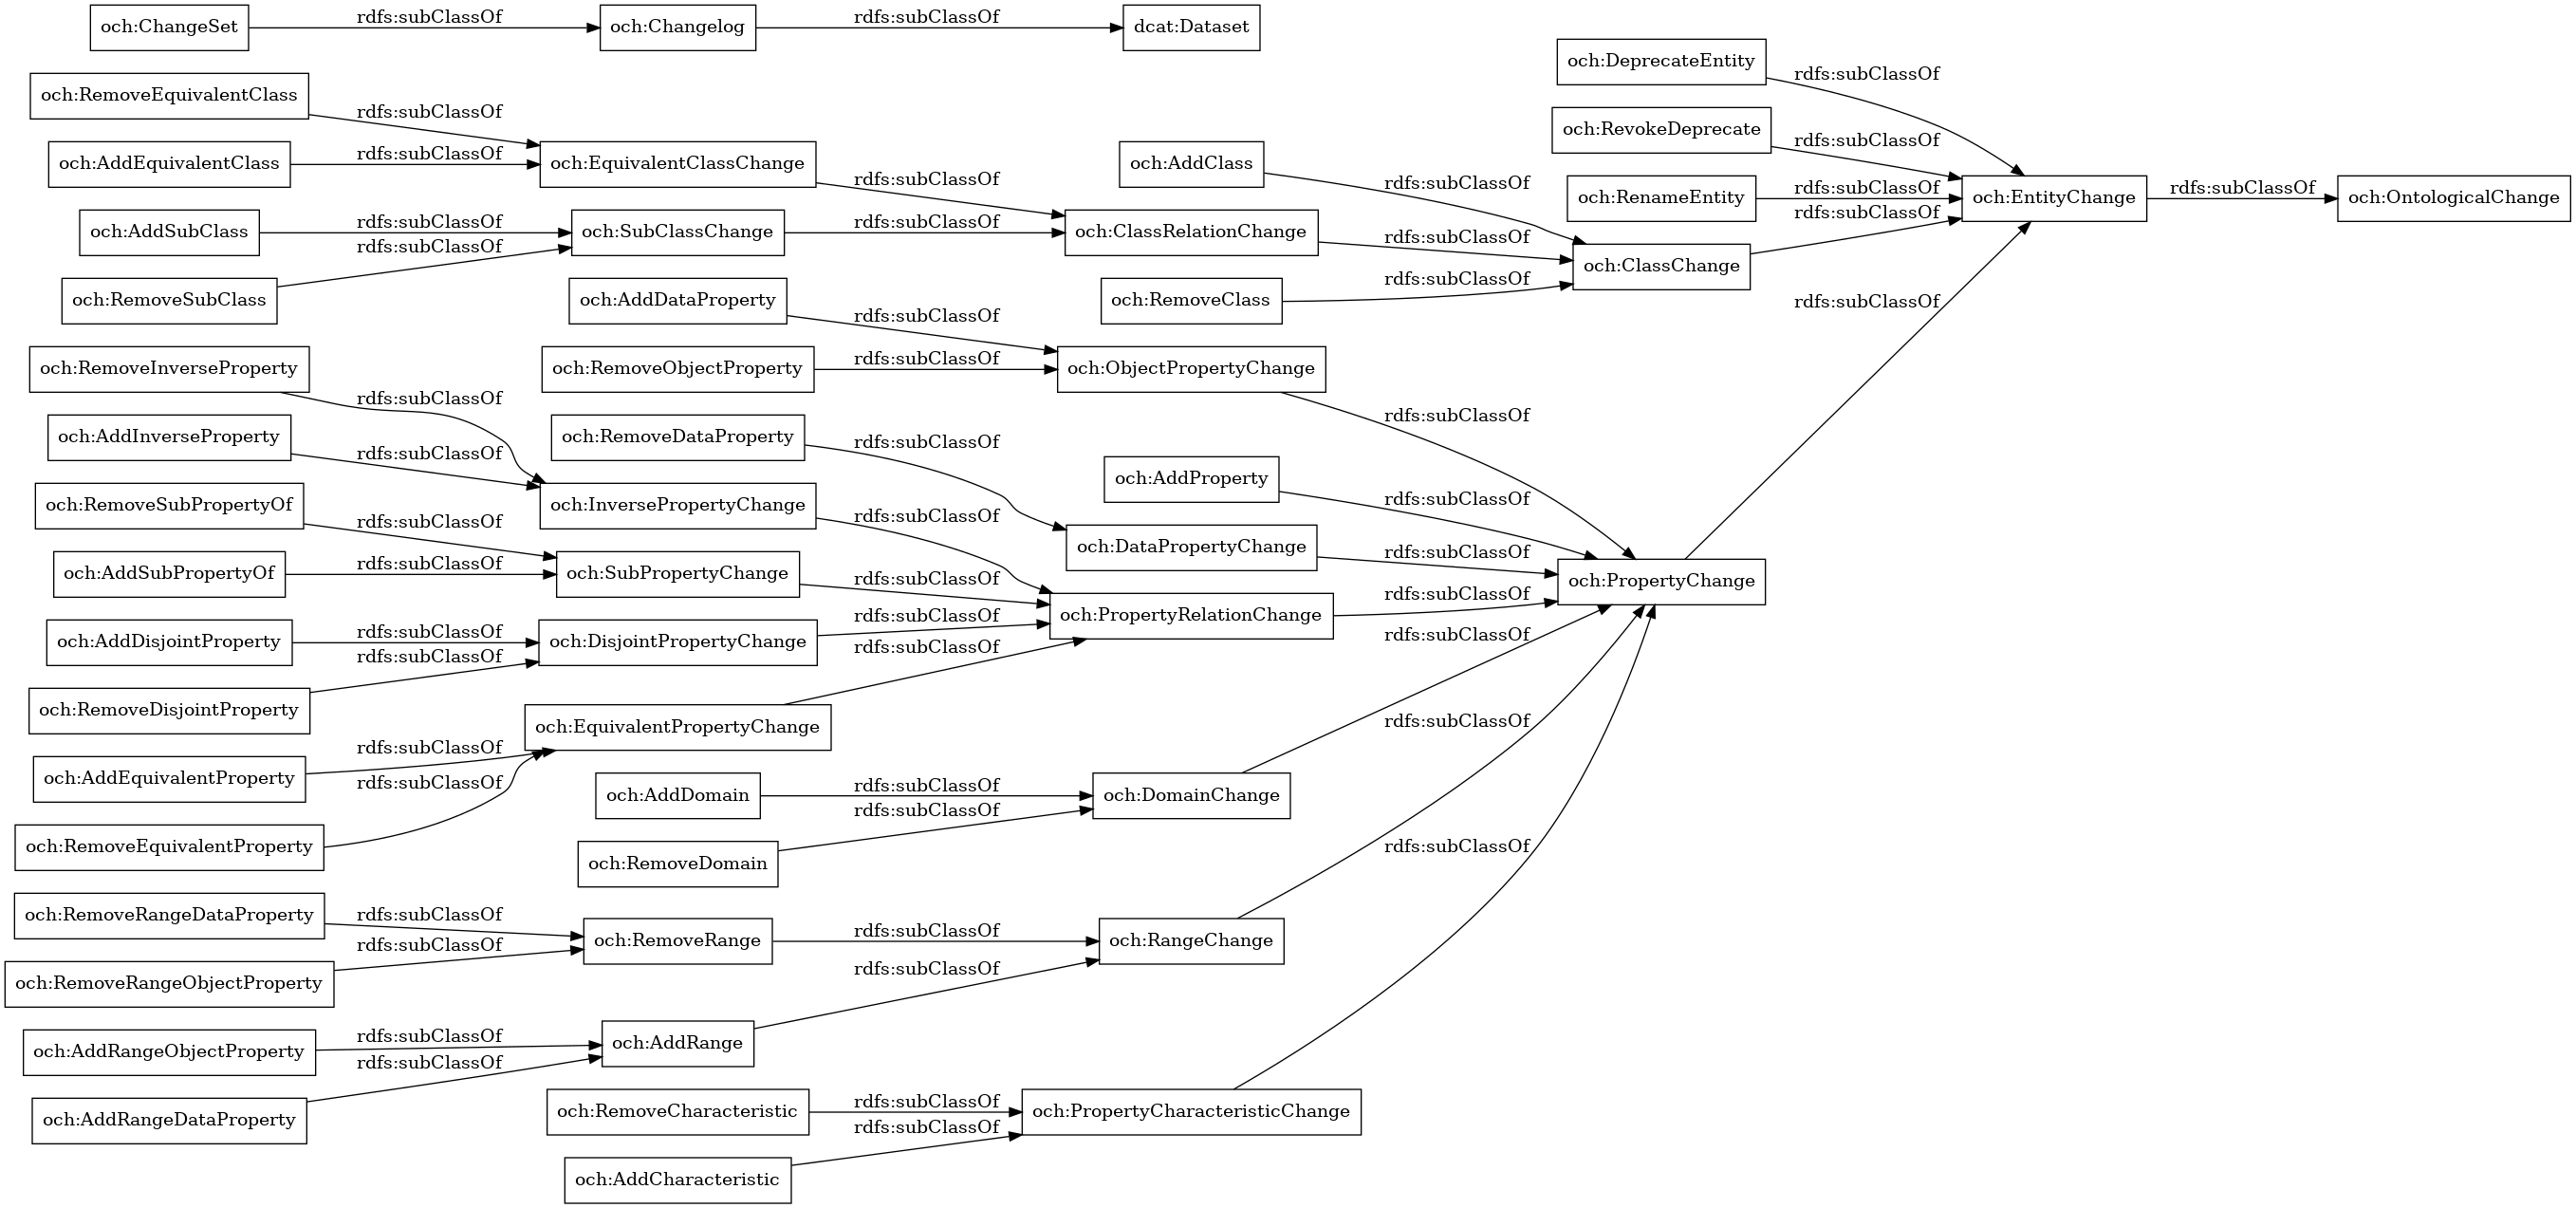 och:ChangeSet
rdfs:subClassOf
och:Changelog
rdfs:subClassOf
dcat:Dataset
och:DeprecateEntity
rdfs:subClassOf
och:RemoveEquivalentClass
rdfs:subClassOf
och:RevokeDeprecate
rdfs:subClassOf
och:AddEquivalentClass
rdfs:subClassOf
och:EquivalentClassChange
rdfs:subClassOf
och:AddClass
rdfs:subClassOf
och:RenameEntity
rdfs:subClassOf
och:EntityChange
rdfs:subClassOf
och:OntologicalChange
och:AddSubClass
rdfs:subClassOf
och:SubClassChange
rdfs:subClassOf
och:ClassRelationChange
rdfs:subClassOf
och:ClassChange
rdfs:subClassOf
och:RemoveSubClass
rdfs:subClassOf
och:AddDataProperty
rdfs:subClassOf
och:RemoveClass
rdfs:subClassOf
rdfs:subClassOf
och:RemoveInverseProperty
rdfs:subClassOf
och:RemoveObjectProperty
rdfs:subClassOf
och:ObjectPropertyChange
rdfs:subClassOf
och:AddInverseProperty
rdfs:subClassOf
och:RemoveDataProperty
rdfs:subClassOf
och:AddProperty
rdfs:subClassOf
och:RemoveSubPropertyOf
rdfs:subClassOf
och:InversePropertyChange
rdfs:subClassOf
och:DataPropertyChange
rdfs:subClassOf
och:AddSubPropertyOf
rdfs:subClassOf
och:SubPropertyChange
rdfs:subClassOf
och:PropertyChange
och:PropertyRelationChange
rdfs:subClassOf
och:AddDisjointProperty
rdfs:subClassOf
och:DisjointPropertyChange
rdfs:subClassOf
rdfs:subClassOf
och:RemoveDisjointProperty
rdfs:subClassOf
och:EquivalentPropertyChange
rdfs:subClassOf
rdfs:subClassOf
och:AddEquivalentProperty
rdfs:subClassOf
och:AddDomain
rdfs:subClassOf
och:DomainChange
och:RemoveEquivalentProperty
rdfs:subClassOf
och:RemoveDomain
rdfs:subClassOf
rdfs:subClassOf
och:RemoveRangeDataProperty
rdfs:subClassOf
och:RemoveRange
rdfs:subClassOf
och:RangeChange
och:RemoveRangeObjectProperty
rdfs:subClassOf
och:AddRangeObjectProperty
rdfs:subClassOf
och:AddRange
rdfs:subClassOf
och:AddRangeDataProperty
och:RemoveCharacteristic
rdfs:subClassOf
och:PropertyCharacteristicChange
och:AddCharacteristic